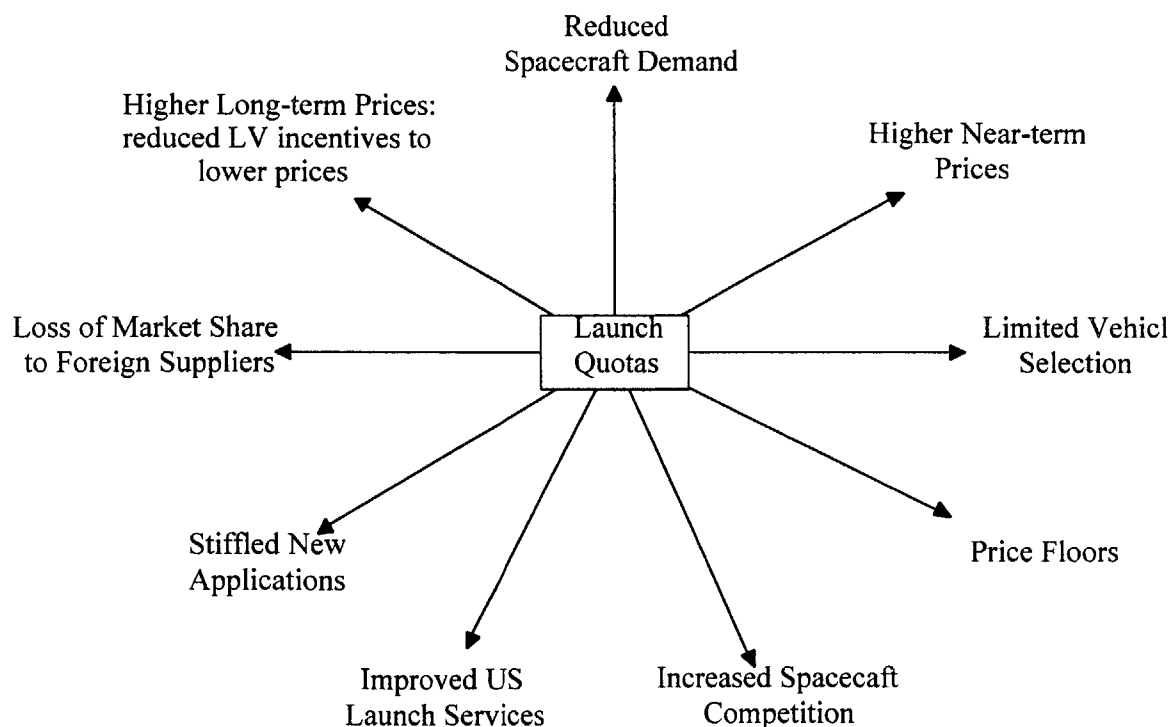 Reduced
Spacecraft Demand
Higher Long-term Prices:
reduced LV incentives to
lower prices
Higher Near-term
Prices
Loss of Market Share
to Foreign Suppliers
Launch
Quotas
Limited Vehicl
Selection
Stiffled New
Applications
Price Floors
Improved US
Launch Services
Increased Spacecaft
Competition